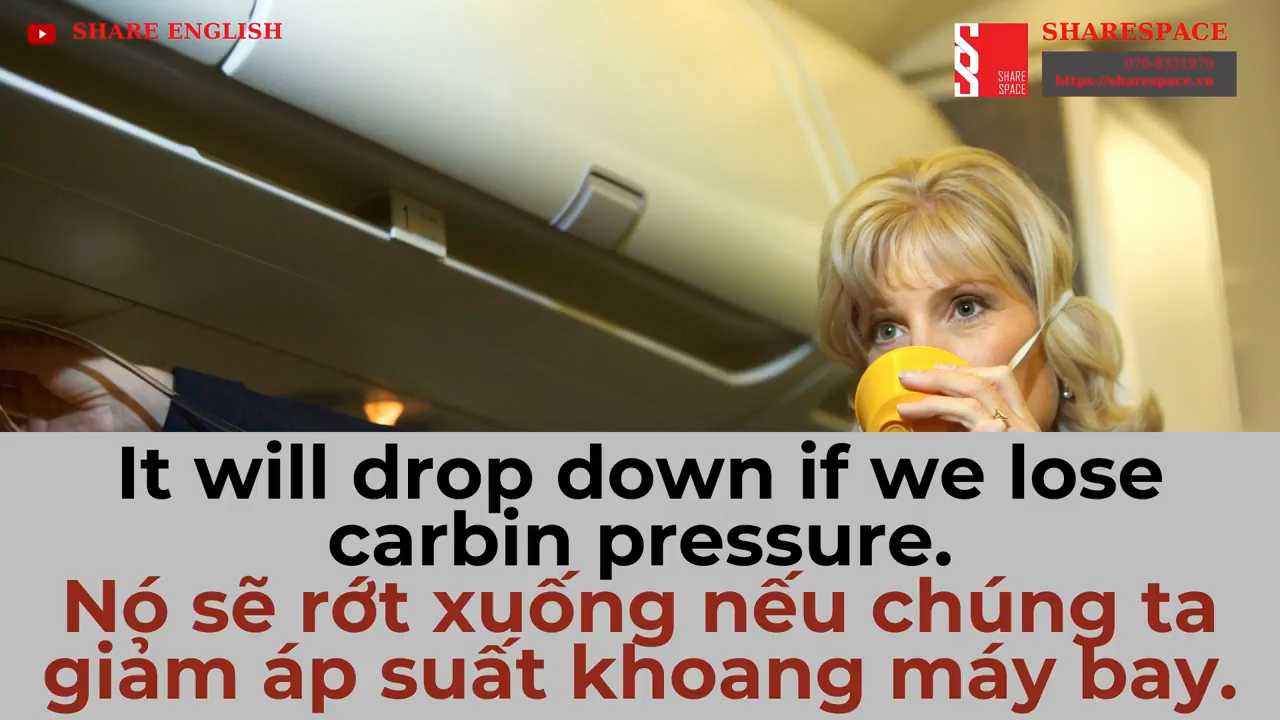 SHARE ENGLISH
SHARESPACE
070-8331979
https://sharespace.vn
SHARE
SPACE
1
It will drop down if we lose
carbin pressure.
Nó sẽ rớt xuống nếu chúng ta
giảm áp suất khoang máy bay.